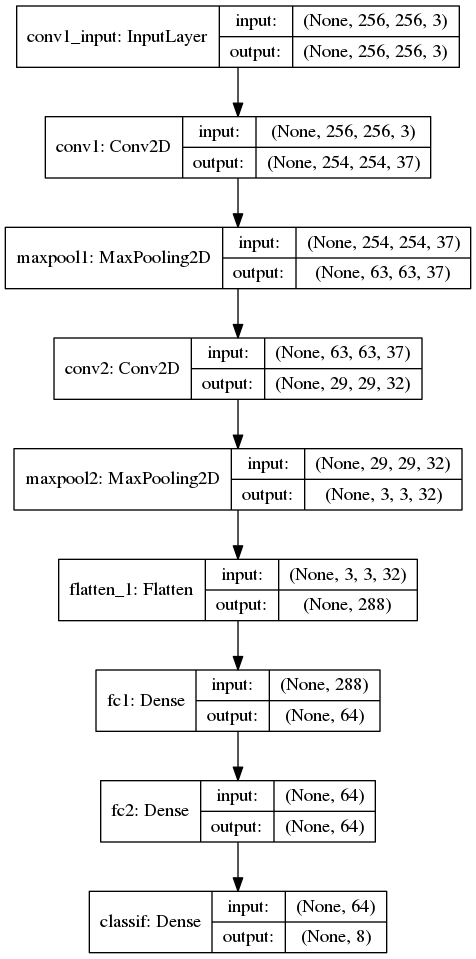 conv1_input: InputLayer
input: (None, 256, 256, 3)
output: (None, 256, 256, 3)
conv1: Conv2D
input: (None, 256, 256, 3)
output: (None, 254, 254, 37)
maxpool1: MaxPooling2D
input: (None, 254, 254, 37)
output: (None, 63, 63, 37)
conv2: Conv2D
input: (None, 63, 63, 37)
output: (None, 29, 29, 32)
maxpool2: MaxPooling2D
input: (None, 29, 29, 32)
output: (None, 3, 3, 32)
flatten_1: Flatten
input: (None, 3, 3, 32)
output: (None, 288)
fc1: Dense
input: (None, 288)
output: (None, 64)
fc2: Dense
input: (None, 64)
output: (None, 64)
classif: Dense
input: (None, 64)
output: (None, 8)